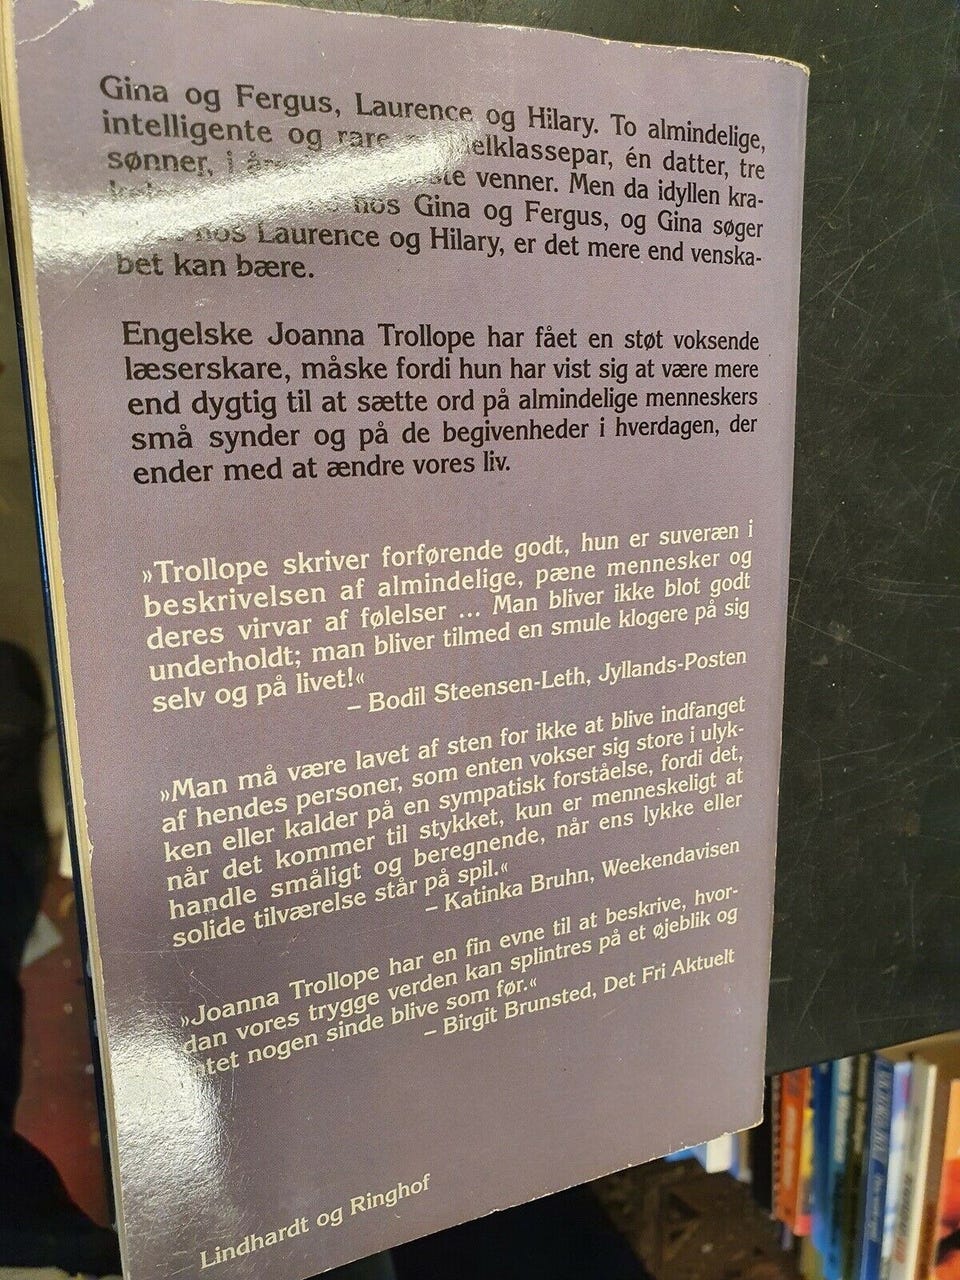 Gina og Fergus, Laurence og Hilary. To almindelige,
intelligente og rare elklassepar, én datter, tre
sønner, i venner. Men da idyllen kra-
hos Gina og Fergus, og Gina søger
hos Laurence og Hilary, er det mere end venska-
bet kan bære.
Engelske Joanna Trollope har fået en støt voksende
læserskare, måske fordi hun har vist sig at være mere
end dygtig til at sætte ord på almindelige menneskers
små synder og på de begivenheder i hverdagen, der
ender med at ændre vores liv.
»Trollope skriver forførende godt, hun er suveræn i
beskrivelsen af almindelige, pæne mennesker og
deres virvar af følelser ... Man bliver ikke blot godt
underholdt; man bliver tilmed en smule klogere på sig
selv og på livet!«
– Bodil Steensen-Leth, Jyllands-Posten
»Man må være lavet af sten for ikke at blive indfanget
af hendes personer, som enten vokser sig store i ulyk-
ken eller kalder på en sympatisk forståelse, fordi det,
når det kommer til stykket, kun er menneskeligt at
handle småligt og beregnende, når ens lykke eller
solide tilværelse står på spil.«
– Katinka Bruhn, Weekendavisen
»Joanna Trollope har en fin evne til at beskrive, hvor-
dan vores trygge verden kan splintres på et øjeblik og
ntet nogen sinde blive som før.«
– Birgit Brunsted, Det Fri Aktuelt
Lindhardt og Ringhof